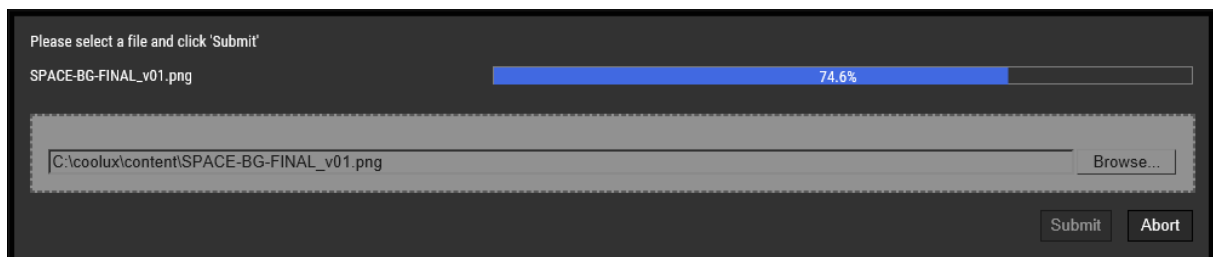 Please select a file and click 'Submit'
SPACE-BG-FINAL_v01.png 74.6%
C:\coolux\content\SPACE-BG-FINAL_v01.png Browse...
Submit Abort